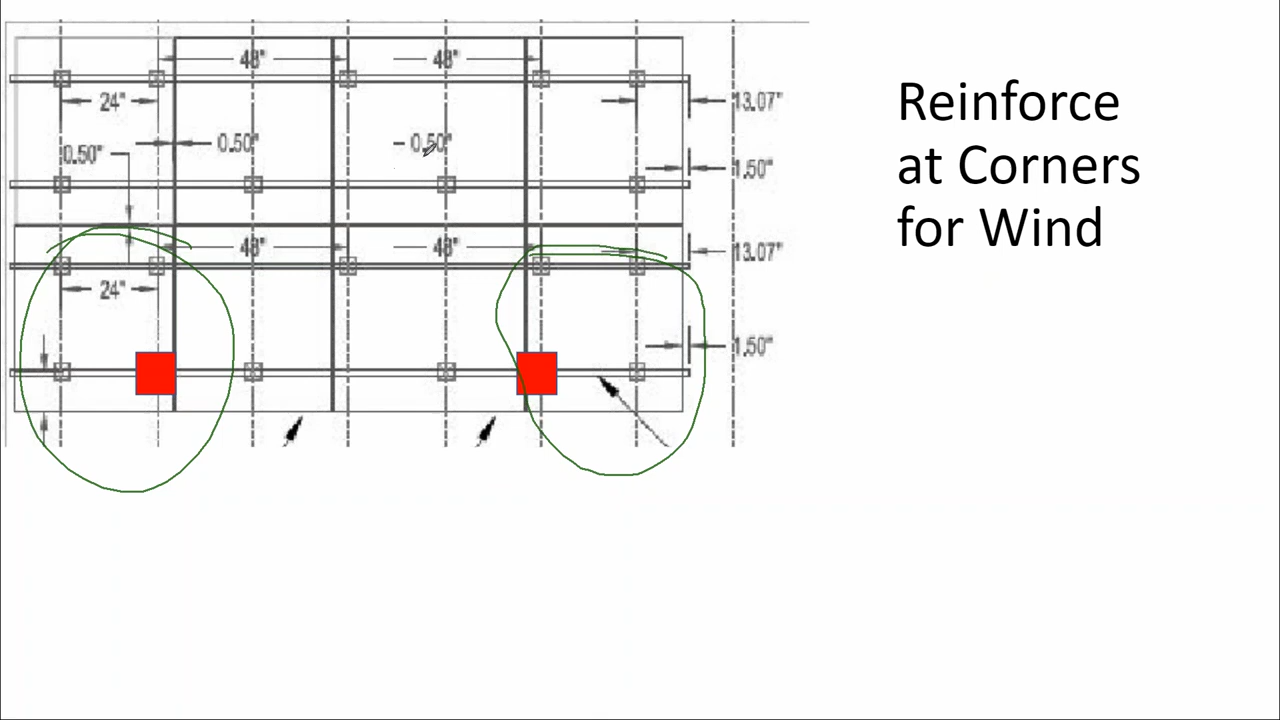 48" 48"
24" 13.07"
0.50" 0.50" 0.50"
1.50"
48" 48" 13.07"
24"
1.50"
Reinforce
at Corners
for Wind